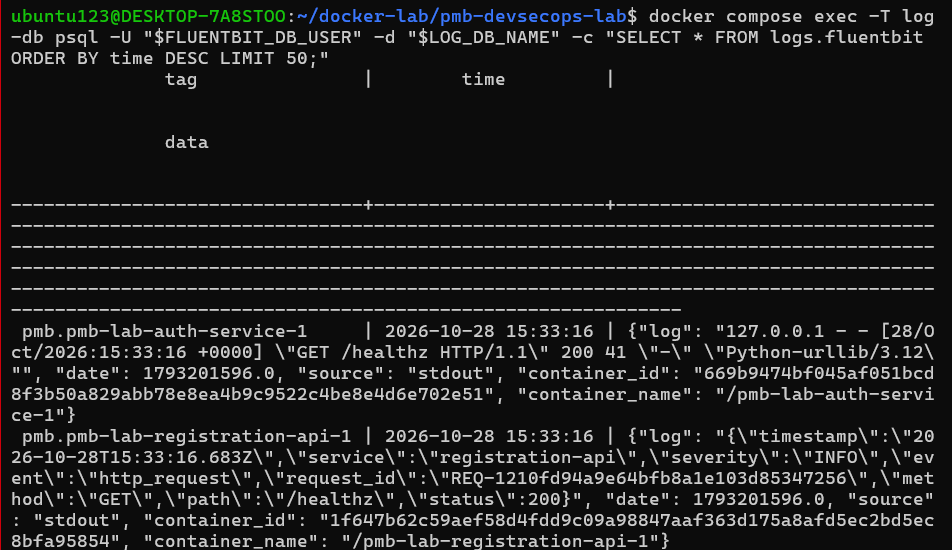 ubuntu123@DESKTOP-7A8STOO:~/docker-lab/pmb-devsecops-lab$ docker compose exec -T log
-db psql -U "$FLUENTBIT_DB_USER" -d "$LOG_DB_NAME" -c "SELECT * FROM logs.fluentbit
ORDER BY time DESC LIMIT 50;"
tag | time |
data
--------------------------------+---------------------+-----------------------------
------------------------------------------------------------------------------------
------------------------------------------------------------------------------------
------------------------------------------------------------------------------------
------------------------------------------------------------------------------------
-------------------------------------------------------------
pmb.pmb-lab-auth-service-1 | 2026-10-28 15:33:16 | {"log": "127.0.0.1 - - [28/O
ct/2026:15:33:16 +0000] \"GET /healthz HTTP/1.1\" 200 41 \"-\" \"Python-urllib/3.12\
"", "date": 1793201596.0, "source": "stdout", "container_id": "669b9474bf045af051bcd
8f3b50a829abb78e8ea4b9c9522c4be8e4d6e702e51", "container_name": "/pmb-lab-auth-servi
ce-1"}
pmb.pmb-lab-registration-api-1 | 2026-10-28 15:33:16 | {"log": "{\"timestamp\":\"20
26-10-28T15:33:16.683Z\",\"service\":\"registration-api\",\"severity\":\"INFO\",\"ev
ent\":\"http_request\",\"request_id\":\"REQ-1210fd94a9e64bfb8a1e103d85347256\",\"met
hod\":\"GET\",\"path\":\"/healthz\",\"status\":200}", "date": 1793201596.0, "source"
: "stdout", "container_id": "1f647b62c59aef58d4fdd9c09a98847aaf363d175a8afd5ec2bd5ec
8bfa95854", "container_name": "/pmb-lab-registration-api-1"}